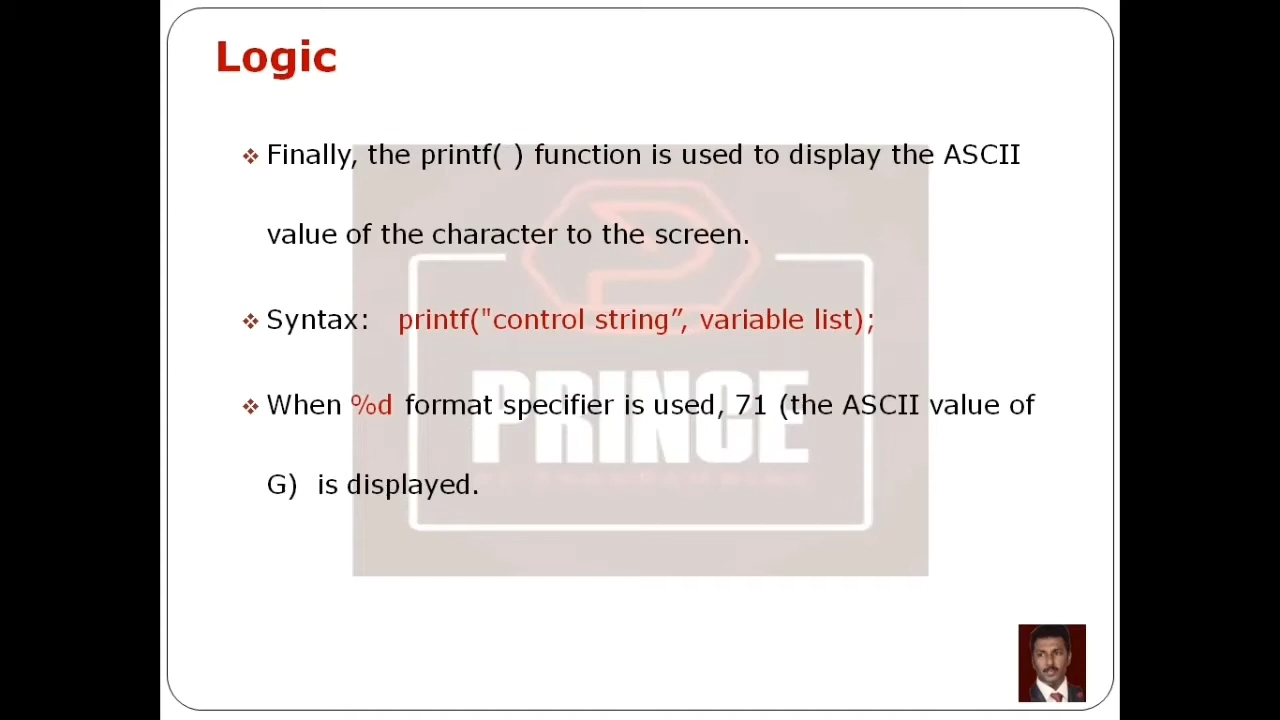 Logic
Finally, the printf( ) function is used to display the ASCII
value of the character to the screen.
Syntax: printf("control string”, variable list);
When %d format specifier is used, 71 (the ASCII value of
G) is displayed.
PRINCE